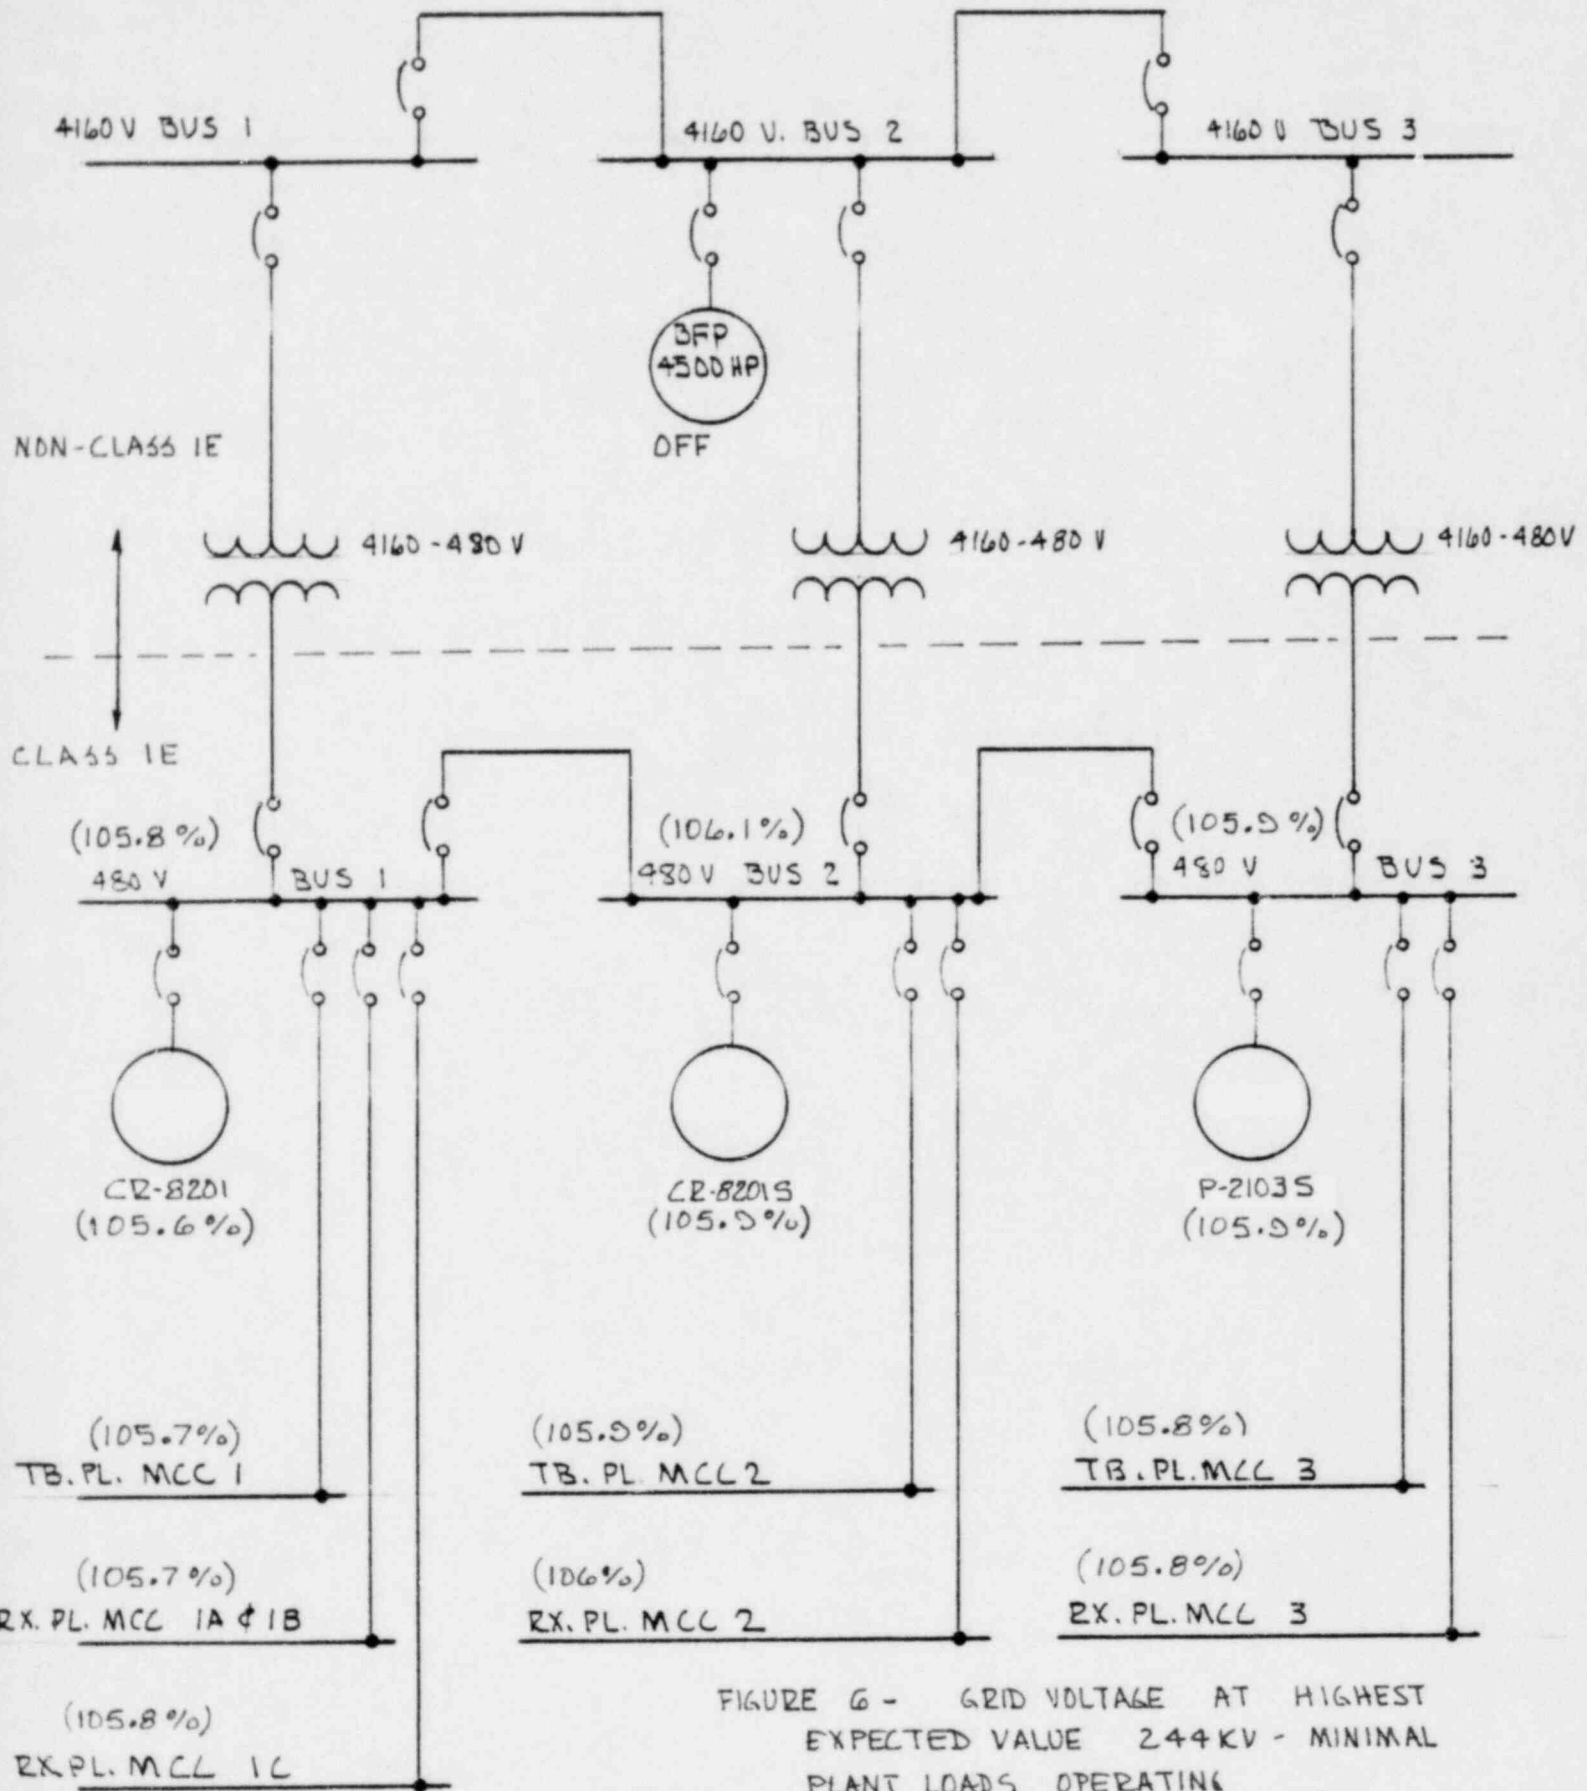 4160 V BUS 1
4160 V. BUS 2
4160 V BUS 3
BFP
4500 HP
OFF
NON-CLASS IE
4160-480 V
4160-480 V
4160-480V
CLASS IE
(105.8%)
480 V BUS 1
(106.1%)
480 V BUS 2
(105.9%)
480 V BUS 3
CR-8201
(105.6%)
CR-8201S
(105.9%)
P-2103S
(105.9%)
(105.7%)
TB. PL. MCC 1
(105.9%)
TB. PL. MCC 2
(105.8%)
TB. PL. MCC 3
(105.7%)
RX. PL. MCC 1A & 1B
(106%)
RX. PL. MCC 2
(105.8%)
RX. PL. MCC 3
(105.8%)
RX PL. MCC 1C
FIGURE 6 - GRID VOLTAGE AT HIGHEST
EXPECTED VALUE 244KV - MINIMAL
PLANT LOADS OPERATING